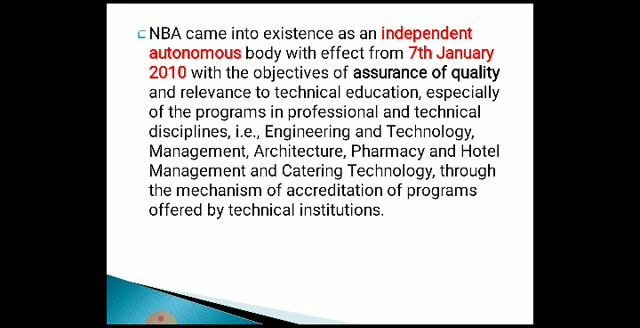 NBA came into existence as an independent
autonomous body with effect from 7th January
2010 with the objectives of assurance of quality
and relevance to technical education, especially
of the programs in professional and technical
disciplines, i.e., Engineering and Technology,
Management, Architecture, Pharmacy and Hotel
Management and Catering Technology, through
the mechanism of accreditation of programs
offered by technical institutions.